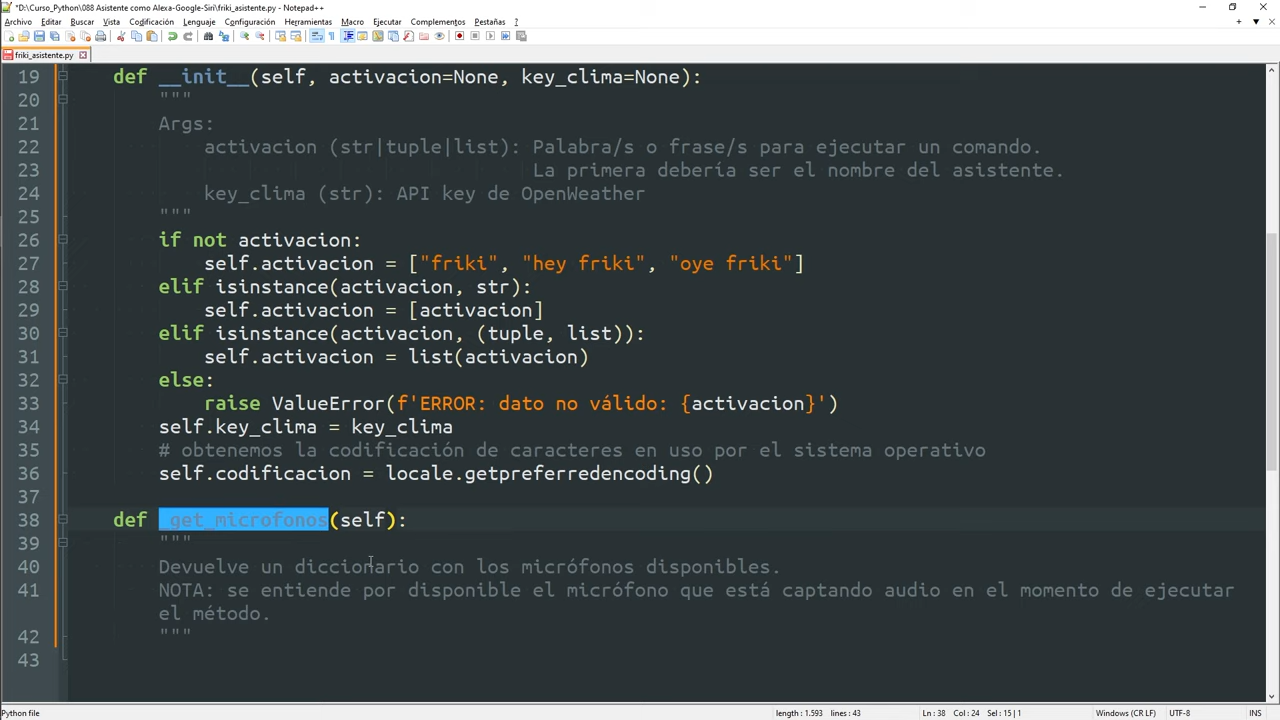 *D:\Curso_Python\088 Asistente como Alexa-Google-Siri\friki_asistente.py - Notepad++
Archivo Editar Buscar Vista Codificación Lenguaje Configuración Herramientas Macro Ejecutar Complementos Pestañas ?
friki_asistente.py
19 def __init__(self, activacion=None, key_clima=None):
20 """
21 Args:
22 activacion (str|tuple|list): Palabra/s o frase/s para ejecutar un comando.
23 La primera debería ser el nombre del asistente.
24 key_clima (str): API key de OpenWeather
25 """
26 if not activacion:
27 self.activacion = ["friki", "hey friki", "oye friki"]
28 elif isinstance(activacion, str):
29 self.activacion = [activacion]
30 elif isinstance(activacion, (tuple, list)):
31 self.activacion = list(activacion)
32 else:
33 raise ValueError(f'ERROR: dato no válido: {activacion}')
34 self.key_clima = key_clima
35 # obtenemos la codificación de caracteres en uso por el sistema operativo
36 self.codificacion = locale.getpreferredencoding()
37
38 def _get_microfonos(self):
39 """
40 Devuelve un diccionario con los micrófonos disponibles.
41 NOTA: se entiende por disponible el micrófono que está captando audio en el momento de ejecutar
el método.
42 """
43
Python file length : 1.593 lines : 43 Ln : 38 Col : 24 Sel : 15 | 1 Windows (CR LF) UTF-8 INS